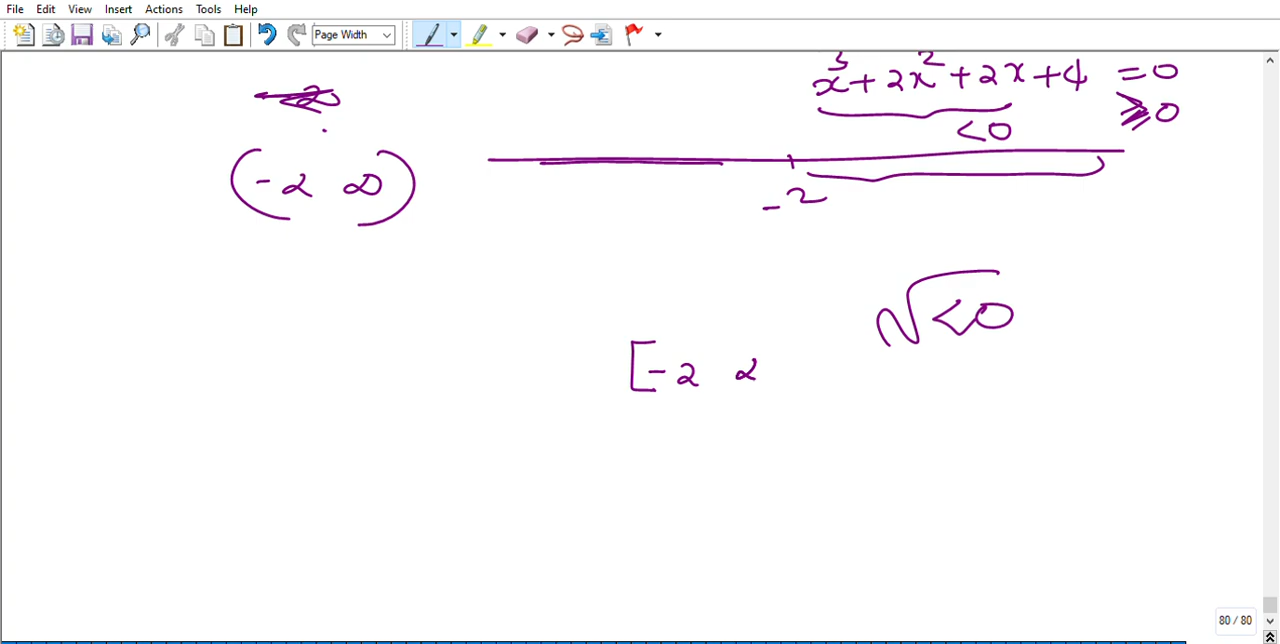 File Edit View Insert Actions Tools Help
Page Width
x³+2x²+2x+4 =0
≥0
<0
(-2 ∞)
-2
√<0
[-2
80 / 80